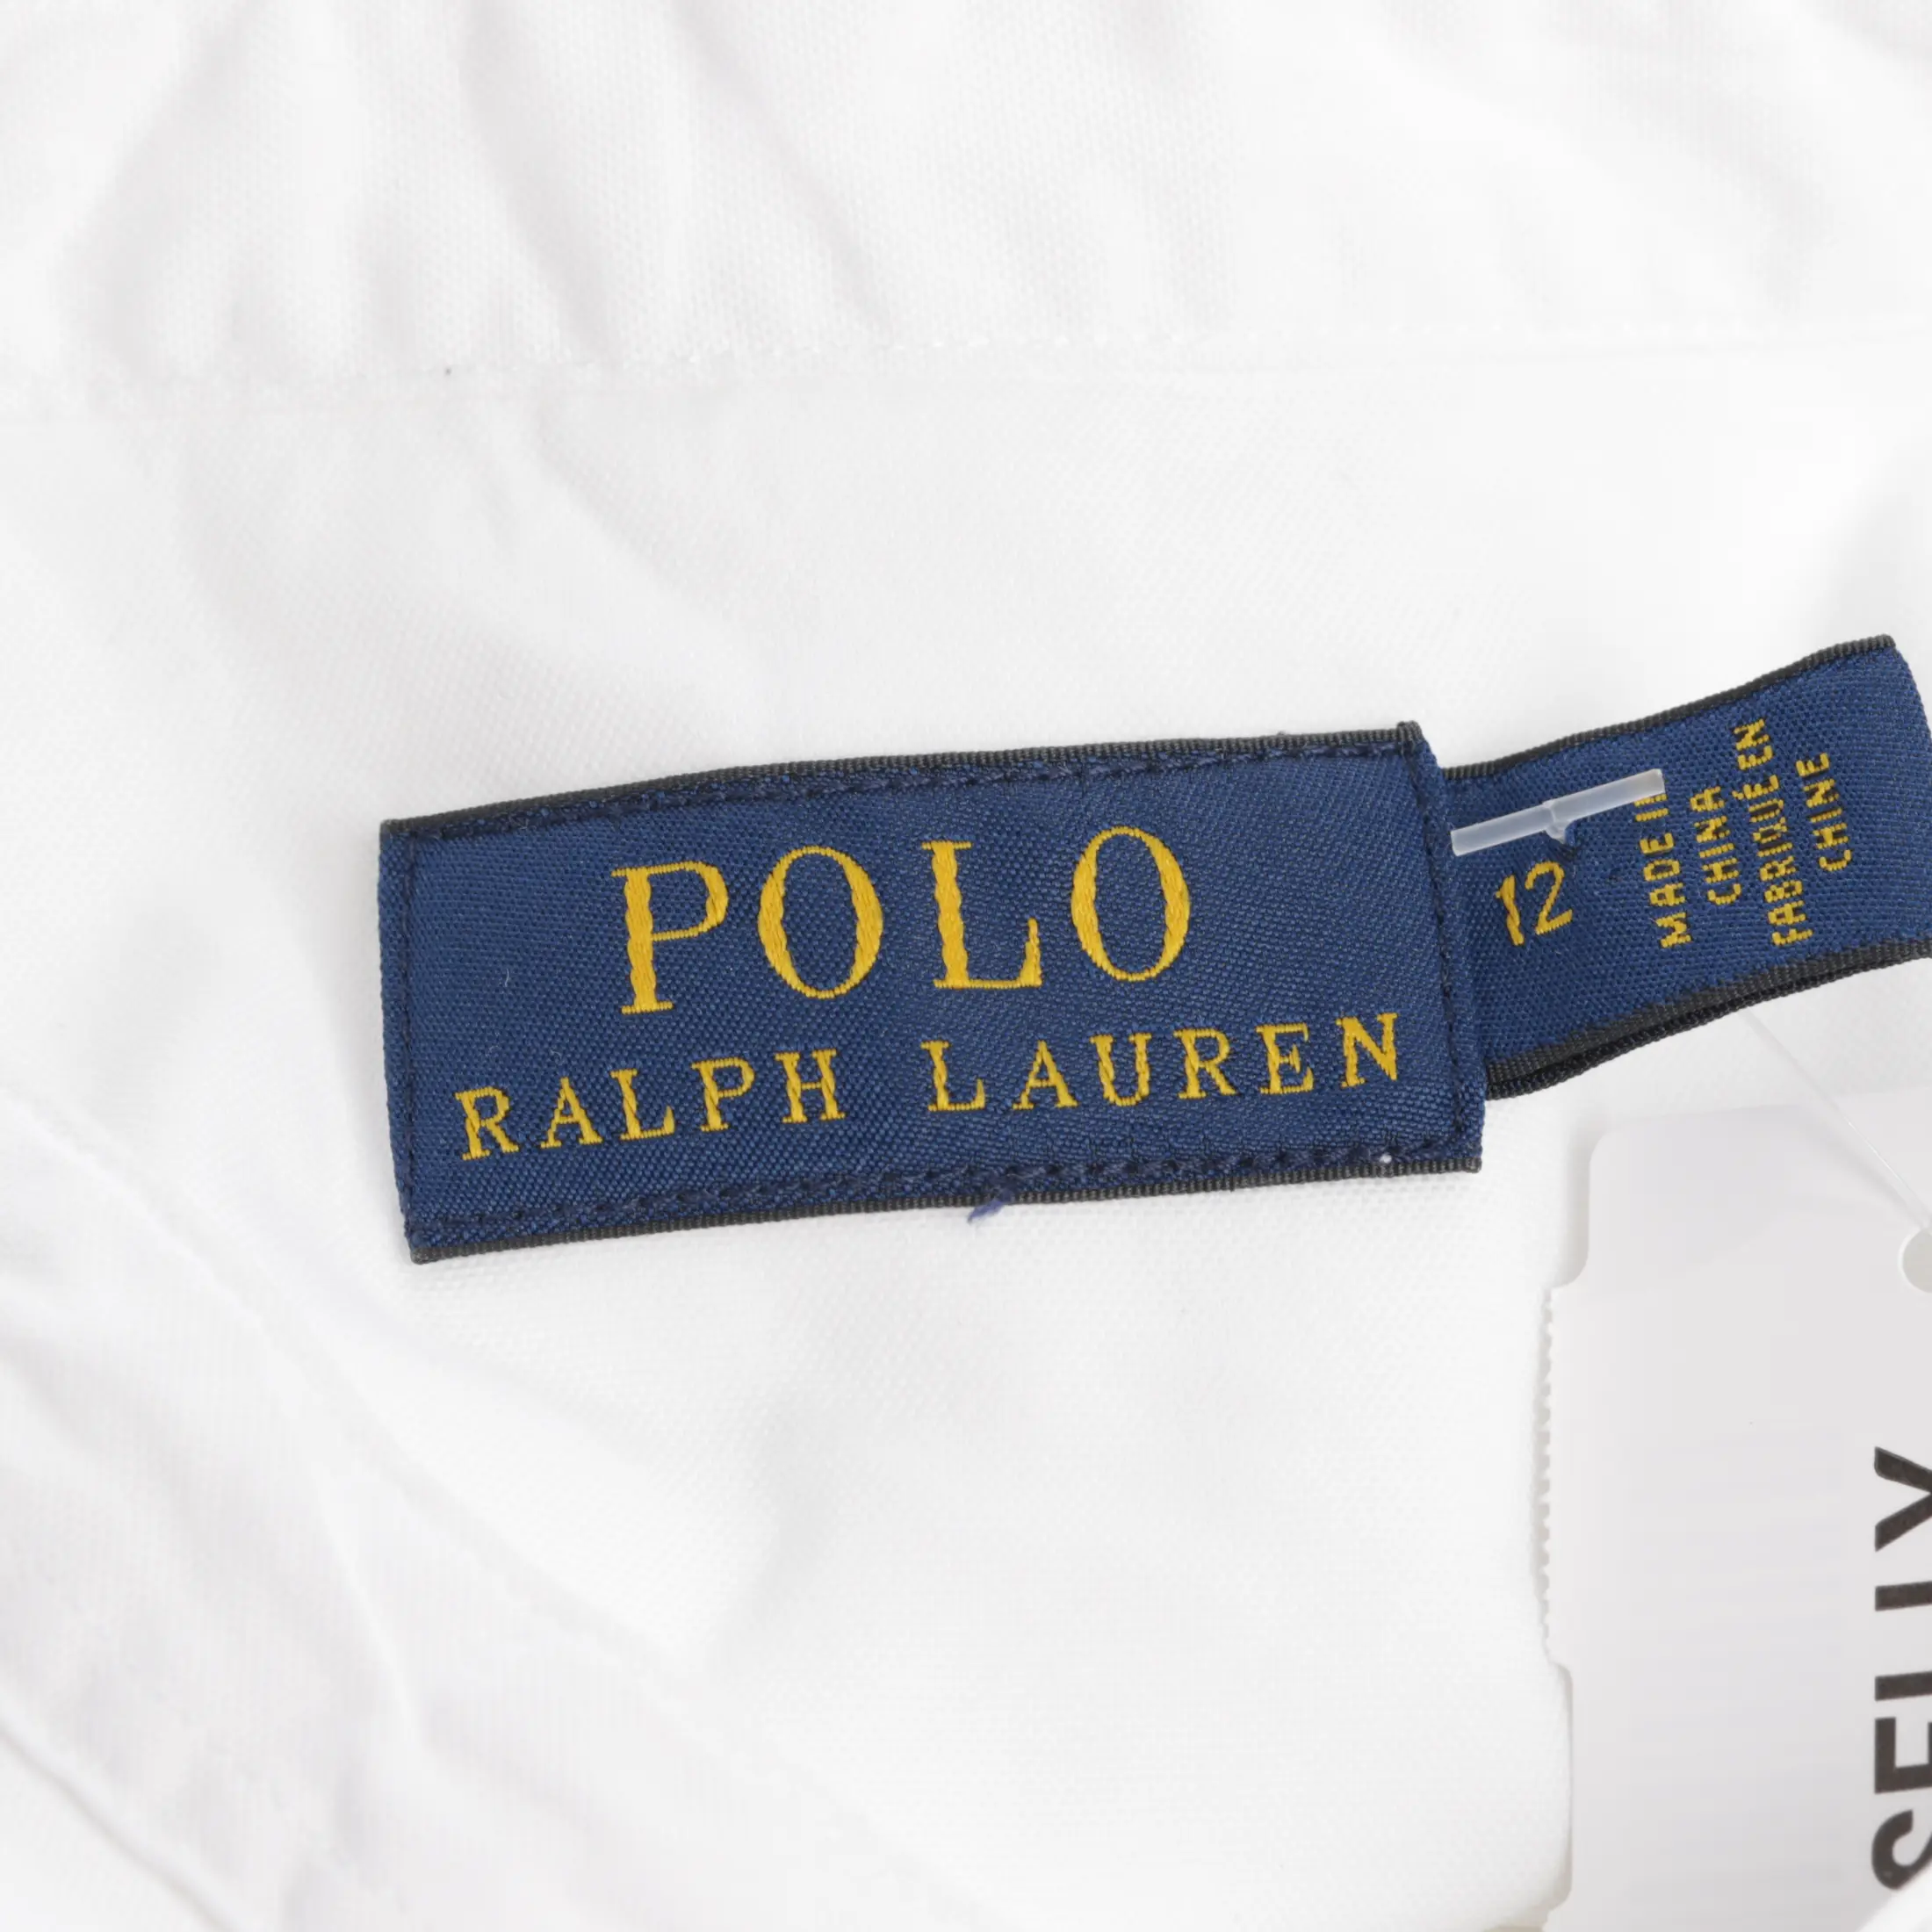 POLO
RALPH LAUREN
12
MADE IN
CHINA
FABRIQUÉ EN
CHINE